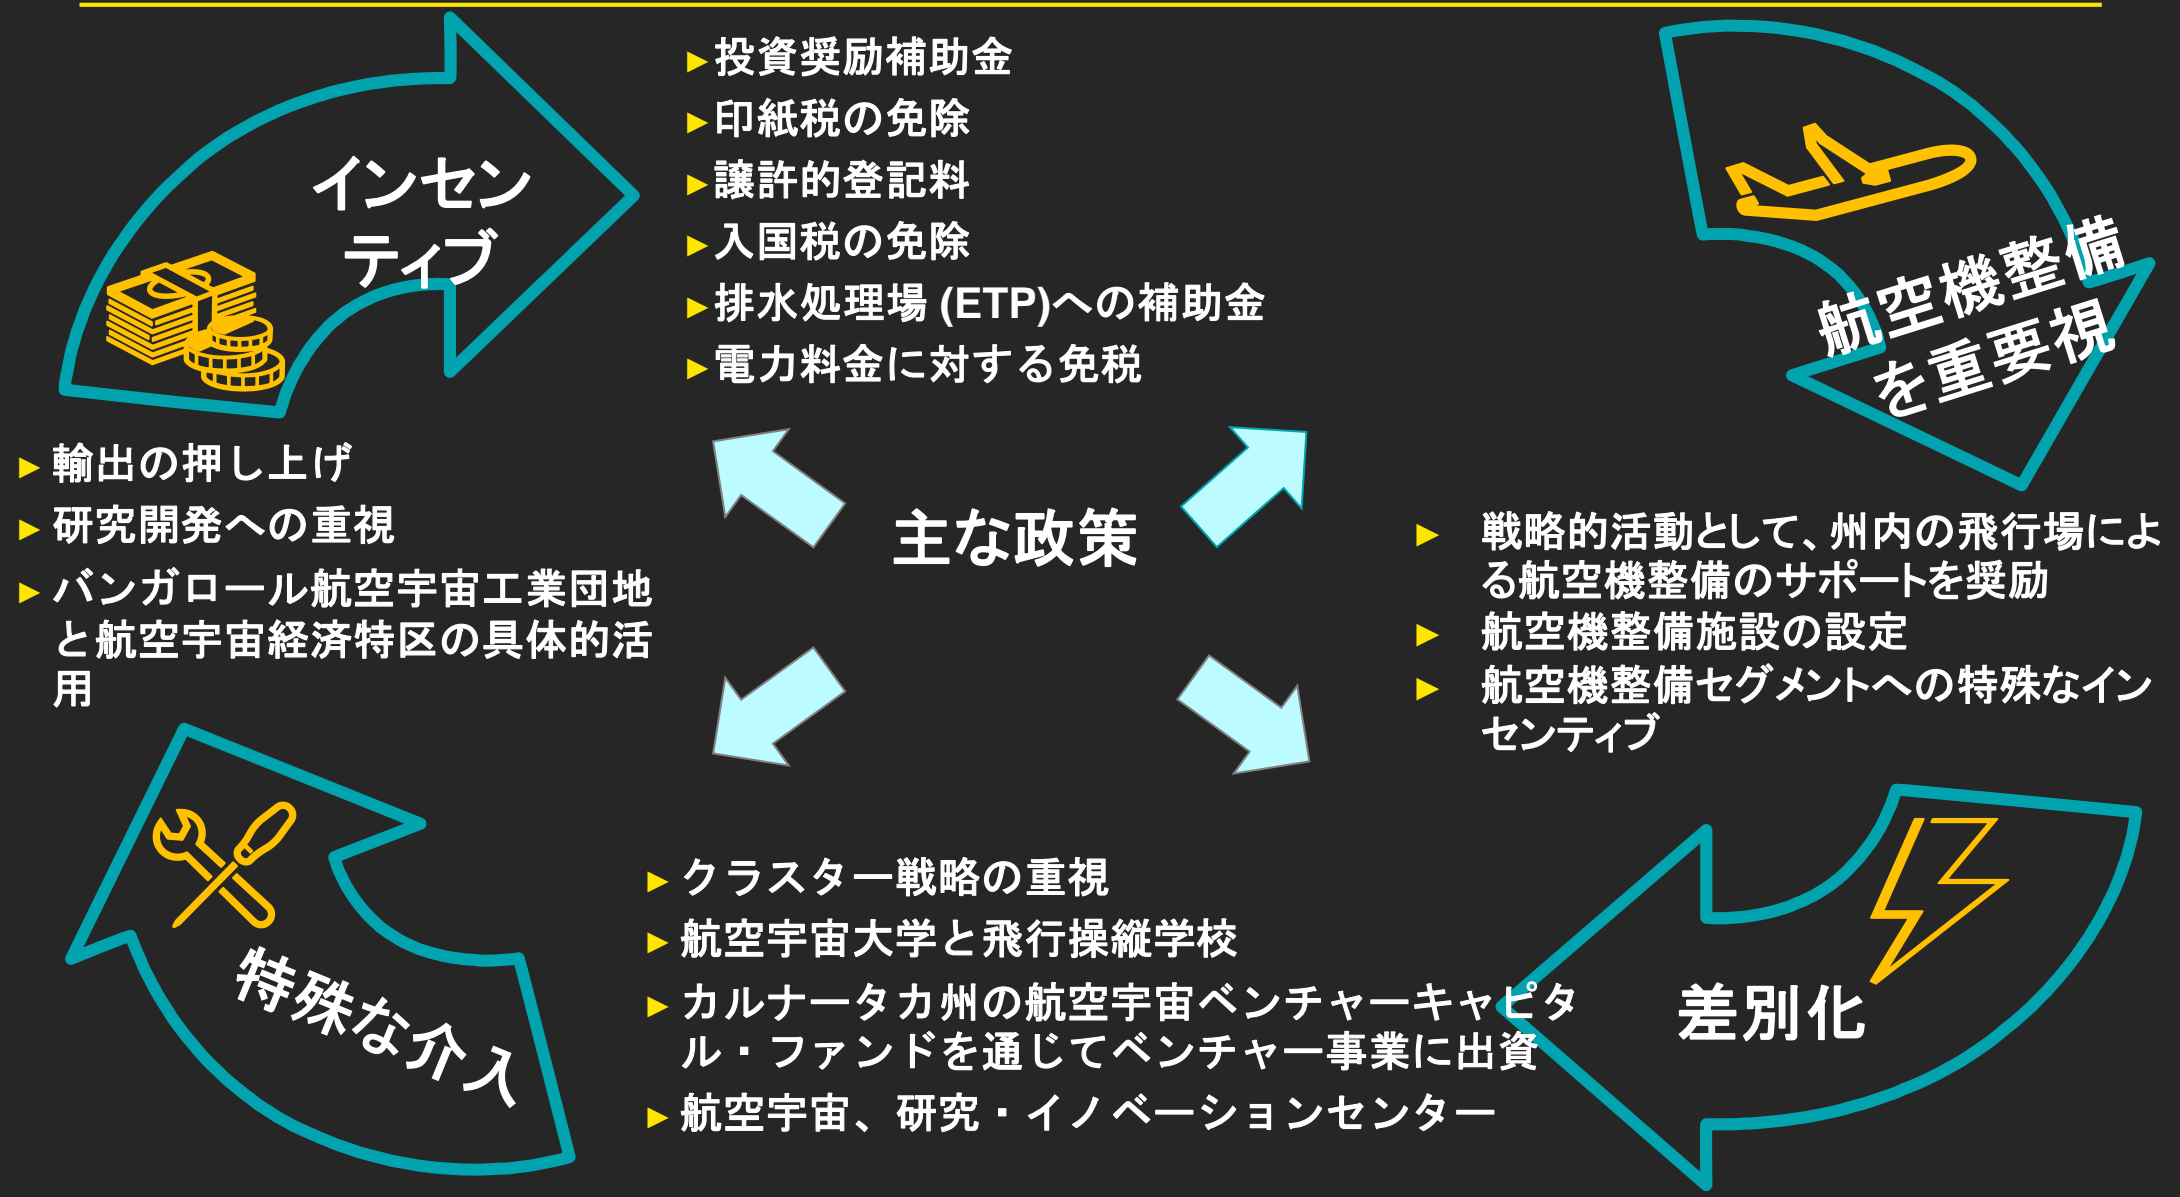 インセン
ティブ
投資奨励補助金
印紙税の免除
譲許的登記料
入国税の免除
排水処理場 (ETP)への補助金
電力料金に対する免税
航空機整備
を重要視
輸出の押し上げ
研究開発への重視
バンガロール航空宇宙工業団地
と航空宇宙経済特区の具体的活
用
主な政策
戦略的活動として、州内の飛行場によ
る航空機整備のサポートを奨励
航空機整備施設の設定
航空機整備セグメントへの特殊なイン
センティブ
特殊な介入
クラスター戦略の重視
航空宇宙大学と飛行操縦学校
カルナータカ州の航空宇宙ベンチャーキャピタ
ル・ファンドを通じてベンチャー事業に出資
航空宇宙、研究・イノベーションセンター
差別化